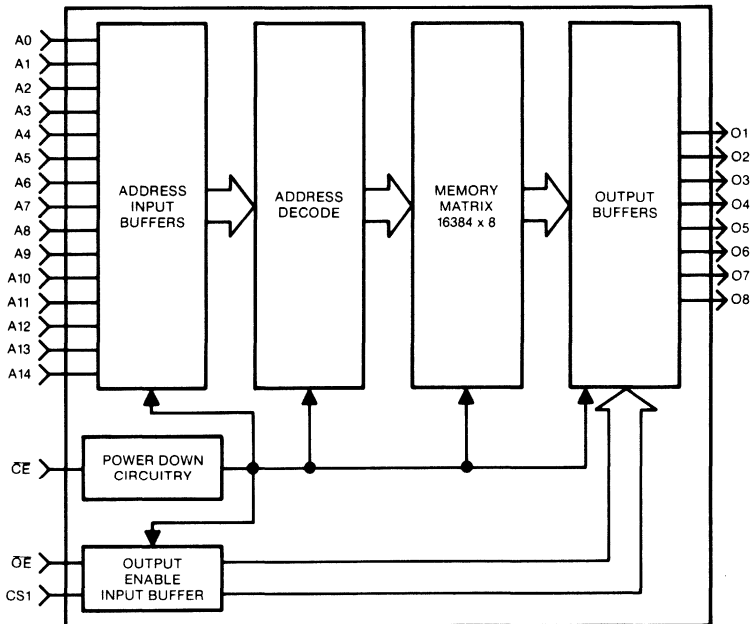 A0
A1
A2
A3
A4
A5
A6
A7
A8
A9
A10
A11
A12
A13
A14
ADDRESS
INPUT
BUFFERS
ADDRESS
DECODE
MEMORY
MATRIX
16384 x 8
OUTPUT
BUFFERS
O1
O2
O3
O4
O5
O6
O7
O8
C̅E̅
POWER DOWN
CIRCUITRY
O̅E̅
CS1
OUTPUT
ENABLE
INPUT BUFFER